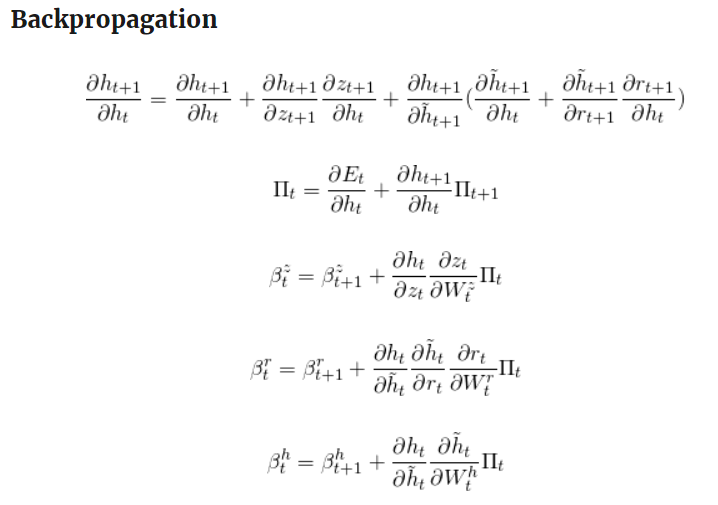 Backpropagation
∂h_{t+1}/∂h_t = ∂h_{t+1}/∂h_t + ∂h_{t+1}/∂z_{t+1} ∂z_{t+1}/∂h_t + ∂h_{t+1}/∂h̃_{t+1} (∂h̃_{t+1}/∂h_t + ∂h̃_{t+1}/∂r_{t+1} ∂r_{t+1}/∂h_t)
Π_t = ∂E_t/∂h_t + ∂h_{t+1}/∂h_t Π_{t+1}
β_t^ẑ = β_{t+1}^ẑ + ∂h_t/∂z_t ∂z_t/∂W_t^ẑ Π_t
β_t^r = β_{t+1}^r + ∂h_t/∂h̃_t ∂h̃_t/∂r_t ∂r_t/∂W_t^r Π_t
β_t^h = β_{t+1}^h + ∂h_t/∂h̃_t ∂h̃_t/∂W_t^h Π_t